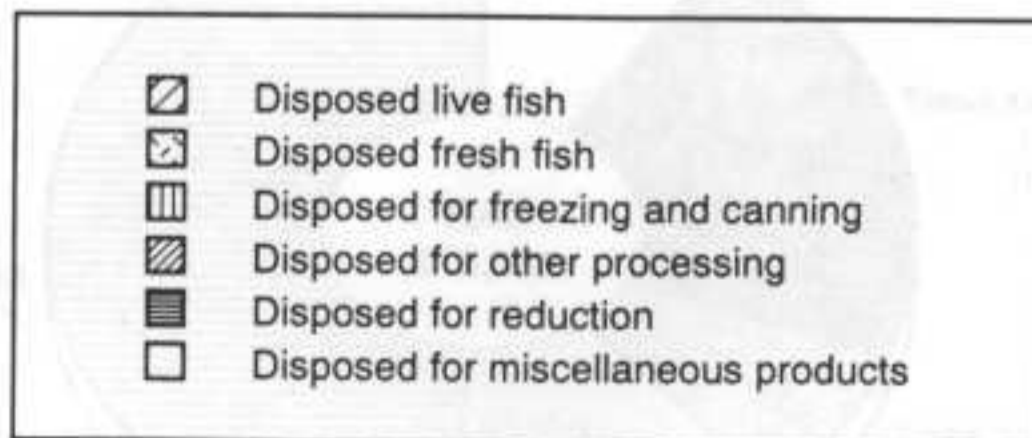 Disposed live fish
Disposed fresh fish
Disposed for freezing and canning
Disposed for other processing
Disposed for reduction
Disposed for miscellaneous products